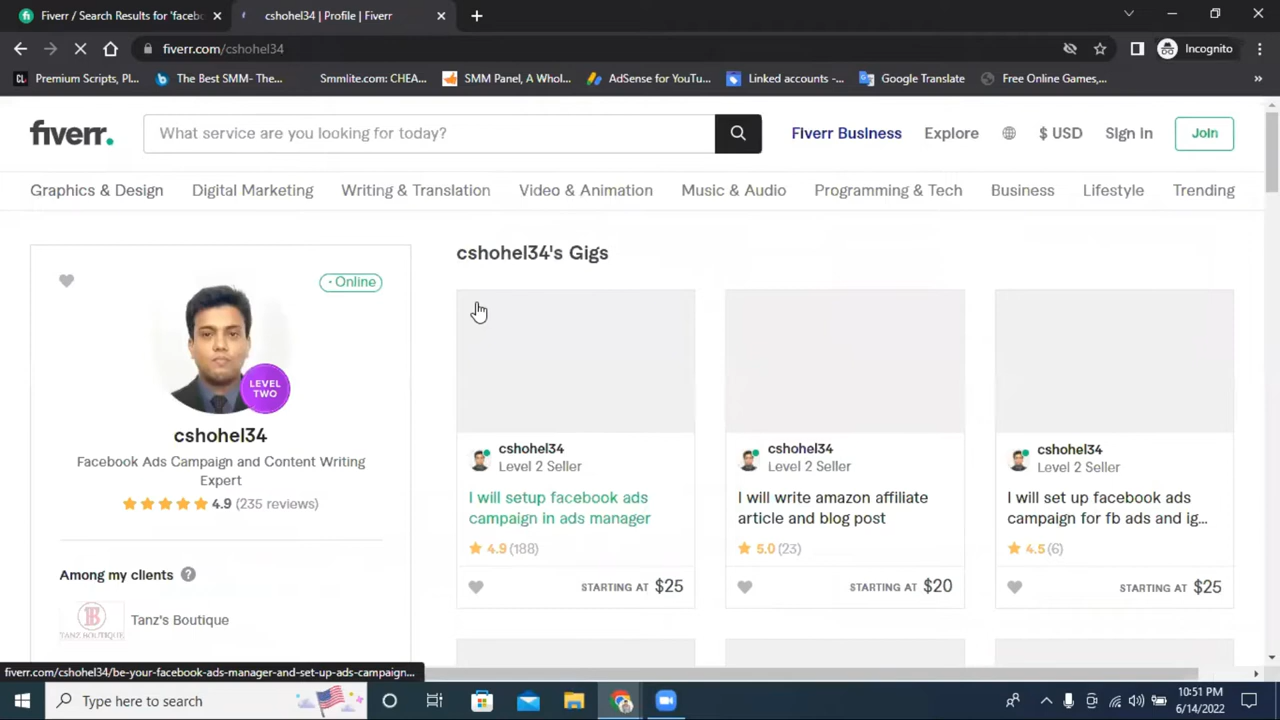 Fiverr / Search Results for 'facebo
cshohel34 | Profile | Fiverr
fiverr.com/cshohel34
Incognito
Premium Scripts, Pl...
The Best SMM- The...
Smmlite.com: CHEA...
SMM Panel, A Whol...
AdSense for YouTu...
Linked accounts -...
Google Translate
Free Online Games,...
fiverr.
What service are you looking for today?
Fiverr Business
Explore
$ USD
Sign In
Join
Graphics & Design
Digital Marketing
Writing & Translation
Video & Animation
Music & Audio
Programming & Tech
Business
Lifestyle
Trending
Online
LEVEL
TWO
cshohel34
Facebook Ads Campaign and Content Writing
Expert
4.9 (235 reviews)
Among my clients ?
TANZ BOUTIQUE
Tanz's Boutique
cshohel34's Gigs
cshohel34
Level 2 Seller
I will setup facebook ads
campaign in ads manager
4.9 (188)
STARTING AT $25
cshohel34
Level 2 Seller
I will write amazon affiliate
article and blog post
5.0 (23)
STARTING AT $20
cshohel34
Level 2 Seller
I will set up facebook ads
campaign for fb ads and ig...
4.5 (6)
STARTING AT $25
fiverr.com/cshohel34/be-your-facebook-ads-manager-and-set-up-ads-campaign...
Type here to search
10:51 PM
6/14/2022